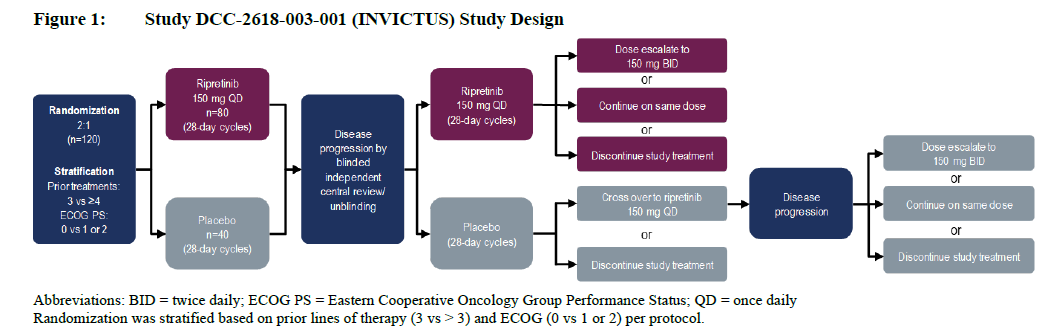 Figure 1: Study DCC-2618-003-001 (INVICTUS) Study Design
Randomization
2:1
(n=120)
Stratification
Prior treatments:
3 vs ≥4
ECOG PS:
0 vs 1 or 2
Ripretinib
150 mg QD
n=80
(28-day cycles)
Placebo
n=40
(28-day cycles)
Disease
progression by
blinded
independent
central review/
unblinding
Ripretinib
150 mg QD
(28-day cycles)
Placebo
(28-day cycles)
Dose escalate to
150 mg BID
or
Continue on same dose
or
Discontinue study treatment
Cross over to ripretinib
150 mg QD
or
Discontinue study treatment
Disease
progression
Dose escalate to
150 mg BID
or
Continue on same dose
or
Discontinue study treatment
Abbreviations: BID = twice daily; ECOG PS = Eastern Cooperative Oncology Group Performance Status; QD = once daily
Randomization was stratified based on prior lines of therapy (3 vs > 3) and ECOG (0 vs 1 or 2) per protocol.